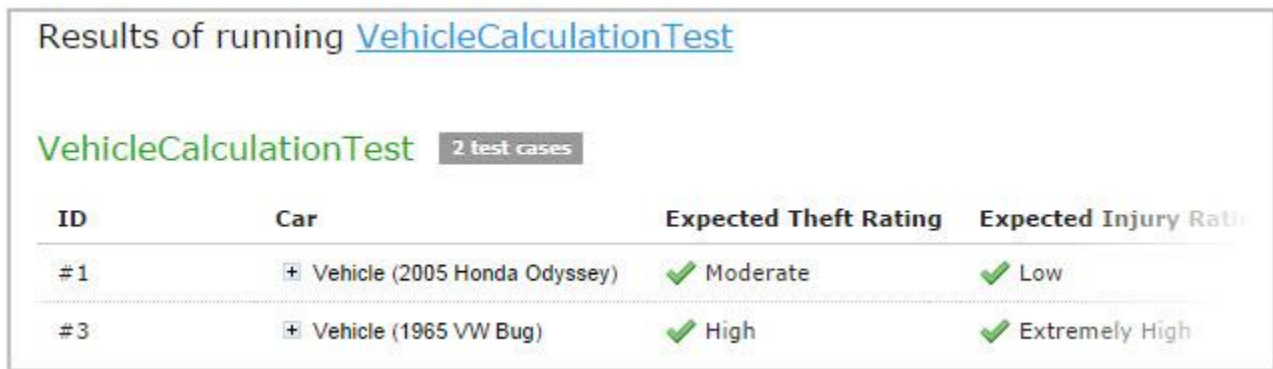 Results of running VehicleCalculationTest
VehicleCalculationTest 2 test cases
ID Car Expected Theft Rating Expected Injury
#1 Vehicle (2005 Honda Odyssey) Moderate Low
#3 Vehicle (1965 VW Bug) High Extremely High